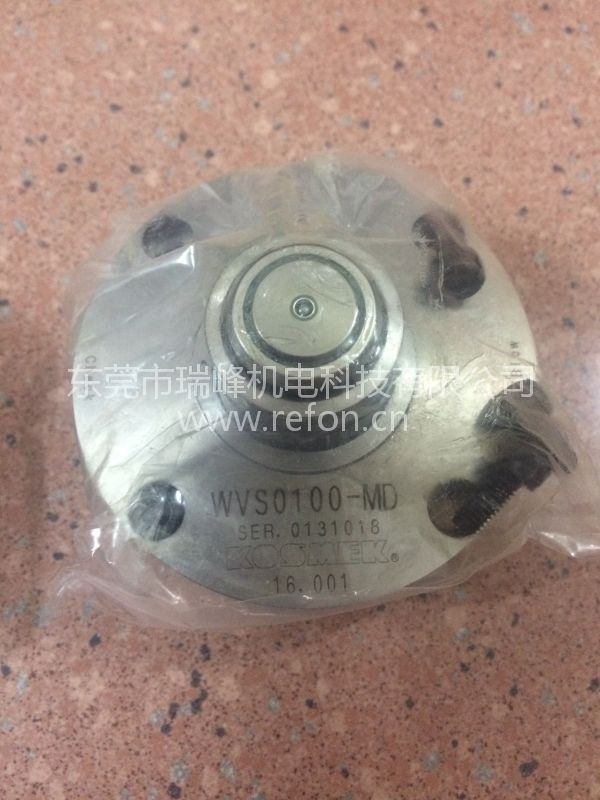 东莞市瑞峰机电科技有限公司
www.refon.cn
WVS0100-MD
SER. 0131018
KOSMEK®
16.001